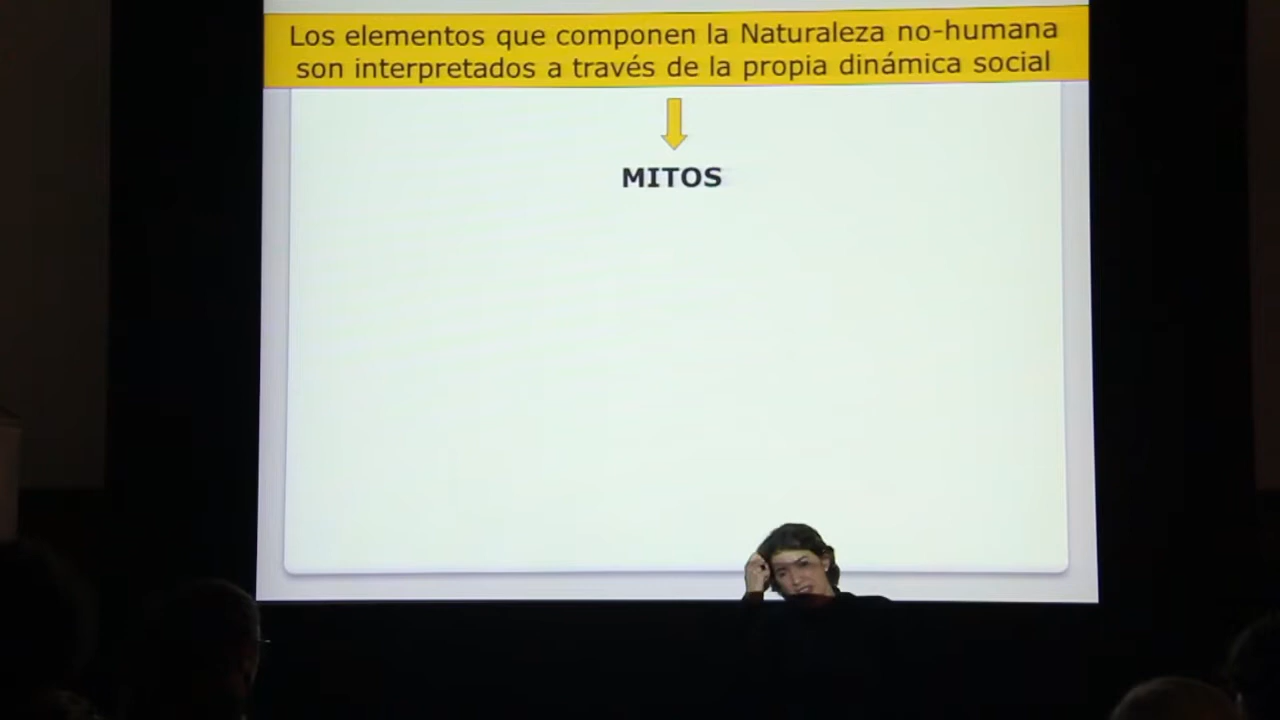 Los elementos que componen la Naturaleza no-humana
son interpretados a través de la propia dinámica social
MITOS